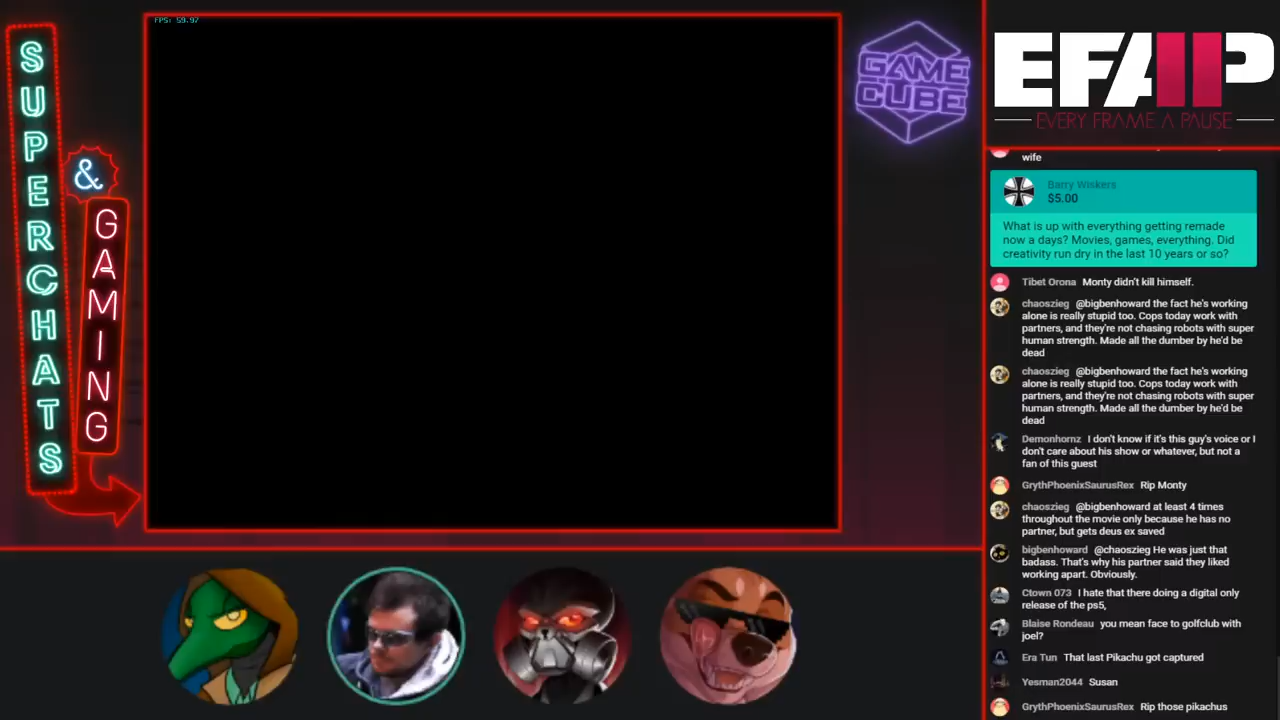 FPS: 59.97
SUPERCHATS
&
GAMING
GAME
CUBE
EFAP
EVERY FRAME A PAUSE
wife
Barry Wiskers
$5.00
What is up with everything getting remade
now a days? Movies, games, everything. Did
creativity run dry in the last 10 years or so?
Tibet Orona Monty didn't kill himself.
chaoszieg @bigbenhoward the fact he's working
alone is really stupid too. Cops today work with
partners, and they're not chasing robots with super
human strength. Made all the dumber by he'd be
dead
chaoszieg @bigbenhoward the fact he's working
alone is really stupid too. Cops today work with
partners, and they're not chasing robots with super
human strength. Made all the dumber by he'd be
dead
Demonhornz I don't know if it's this guy's voice or I
don't care about his show or whatever, but not a
fan of this guest
GrythPhoenixSaurusRex Rip Monty
chaoszieg @bigbenhoward at least 4 times
throughout the movie only because he has no
partner, but gets deus ex saved
bigbenhoward @chaoszieg He was just that
badass. That's why his partner said they liked
working apart. Obviously.
Ctown 073 I hate that there doing a digital only
release of the ps5,
Blaise Rondeau you mean face to golfclub with
joel?
Era Tun That last Pikachu got captured
Yesman2044 Susan
GrythPhoenixSaurusRex Rip those pikachus